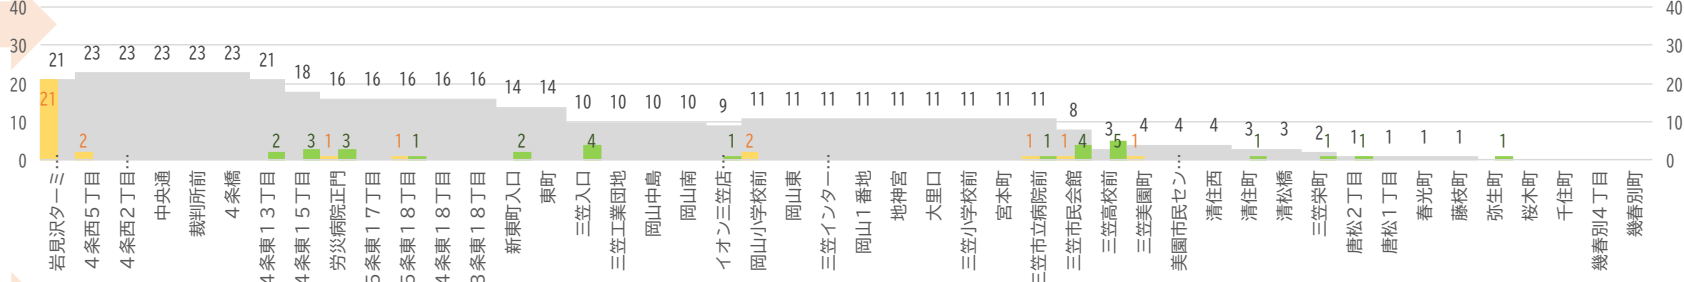 40 40
30 30
20 20
10 10
0 0
21 23 23 23 23 23 21 18 16 16 16 16 16 14 14 10 10 10 10 9 11 11 11 11 11 11 11 11 11 8 3 4 4 4 3 3 2 1 1 1 1
21 2 1 1 2 1 1 1
2 3 3 1 2 4 1 1 4 5 1 1 1 1
岩見沢ターミ…
４条西５丁目
４条西２丁目…
中央通
裁判所前
４条橋
４条東１３丁目
４条東１５丁目
労災病院正門
５条東１７丁目
５条東１８丁目
４条東１８丁目
３条東１８丁目
新東町入口
東町
三笠入口
三笠工業団地
岡山中島
岡山南
イオン三笠店…
岡山小学校前
岡山東
三笠インター…
岡山１番地
地神宮
大里口
三笠小学校前
宮本町
三笠市立病院前
三笠市民会館
三笠高校前
三笠美園町
美園市民セン…
清住西
清住町
清松橋
三笠栄町
唐松２丁目
唐松１丁目
春光町
藤枝町
弥生町
桜木町
千住町
幾春別４丁目
幾春別町